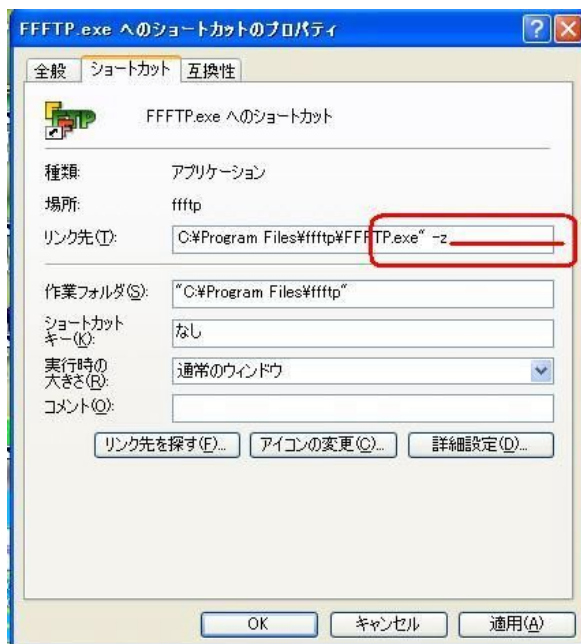 FFFTP.exe へのショートカットのプロパティ
全般 ショートカット 互換性
FFFTP.exe へのショートカット
種類: アプリケーション
場所: ffftp
リンク先(T): C:¥Program Files¥ffftp¥FFFTP.exe" -z
作業フォルダ(S): "C:¥Program Files¥ffftp"
ショートカット
キー(K): なし
実行時の
大きさ(R): 通常のウィンドウ
コメント(O):
リンク先を探す(F)... アイコンの変更(C)... 詳細設定(D)...
OK キャンセル 適用(A)